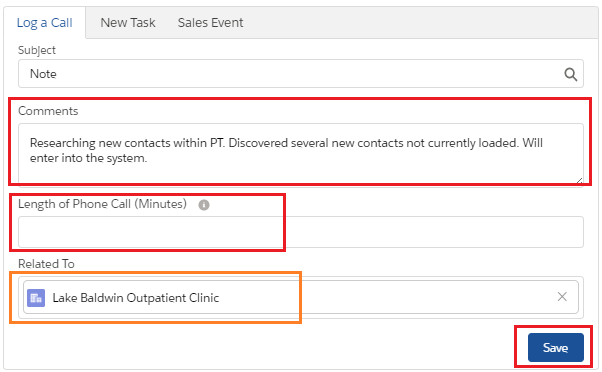 Log a Call New Task Sales Event
Subject
Note
Comments
Researching new contacts within PT. Discovered several new contacts not currently loaded. Will
enter into the system.
Length of Phone Call (Minutes)
Related To
Lake Baldwin Outpatient Clinic
Save